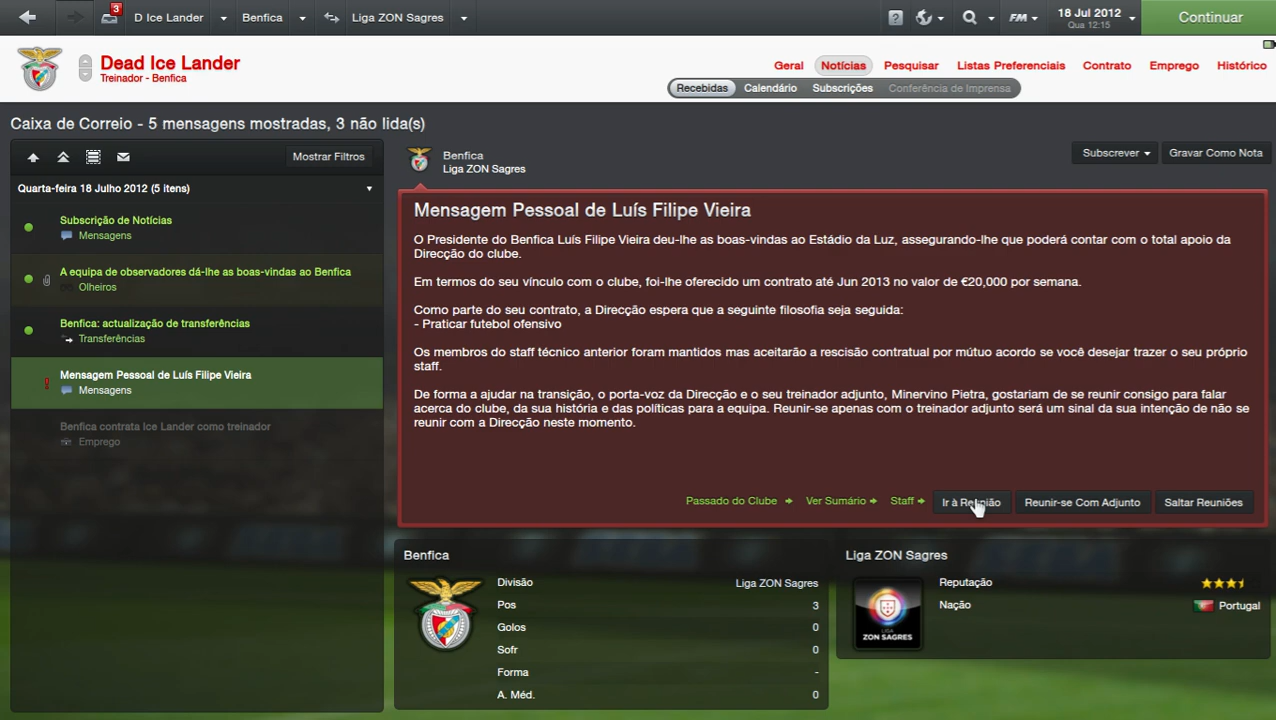 3
D Ice Lander
Benfica
Liga ZON Sagres
?
FM
18 Jul 2012
Qua 12:15
Continuar
Dead Ice Lander
Treinador - Benfica
Geral
Notícias
Pesquisar
Listas Preferenciais
Contrato
Emprego
Histórico
Recebidas
Calendário
Subscrições
Conferência de Imprensa
Caixa de Correio - 5 mensagens mostradas, 3 não lida(s)
Mostrar Filtros
Quarta-feira 18 Julho 2012 (5 itens)
Subscrição de Notícias
Mensagens
A equipa de observadores dá-lhe as boas-vindas ao Benfica
Olheiros
Benfica: actualização de transferências
Transferências
Mensagem Pessoal de Luís Filipe Vieira
Mensagens
Benfica contrata Ice Lander como treinador
Emprego
Benfica
Liga ZON Sagres
Subscrever
Gravar Como Nota
Mensagem Pessoal de Luís Filipe Vieira
O Presidente do Benfica Luís Filipe Vieira deu-lhe as boas-vindas ao Estádio da Luz, assegurando-lhe que poderá contar com o total apoio da
Direcção do clube.
Em termos do seu vínculo com o clube, foi-lhe oferecido um contrato até Jun 2013 no valor de €20,000 por semana.
Como parte do seu contrato, a Direcção espera que a seguinte filosofia seja seguida:
- Praticar futebol ofensivo
Os membros do staff técnico anterior foram mantidos mas aceitarão a rescisão contratual por mútuo acordo se você desejar trazer o seu próprio
staff.
De forma a ajudar na transição, o porta-voz da Direcção e o seu treinador adjunto, Minervino Pietra, gostariam de se reunir consigo para falar
acerca do clube, da sua história e das políticas para a equipa. Reunir-se apenas com o treinador adjunto será um sinal da sua intenção de não se
reunir com a Direcção neste momento.
Passado do Clube
Ver Sumário
Staff
Ir à Reunião
Reunir-se Com Adjunto
Saltar Reuniões
Benfica
Divisão Liga ZON Sagres
Pos 3
Golos 0
Sofr 0
Forma -
A. Méd. 0
Liga ZON Sagres
LIGA
ZON SAGRES
Reputação
Nação Portugal